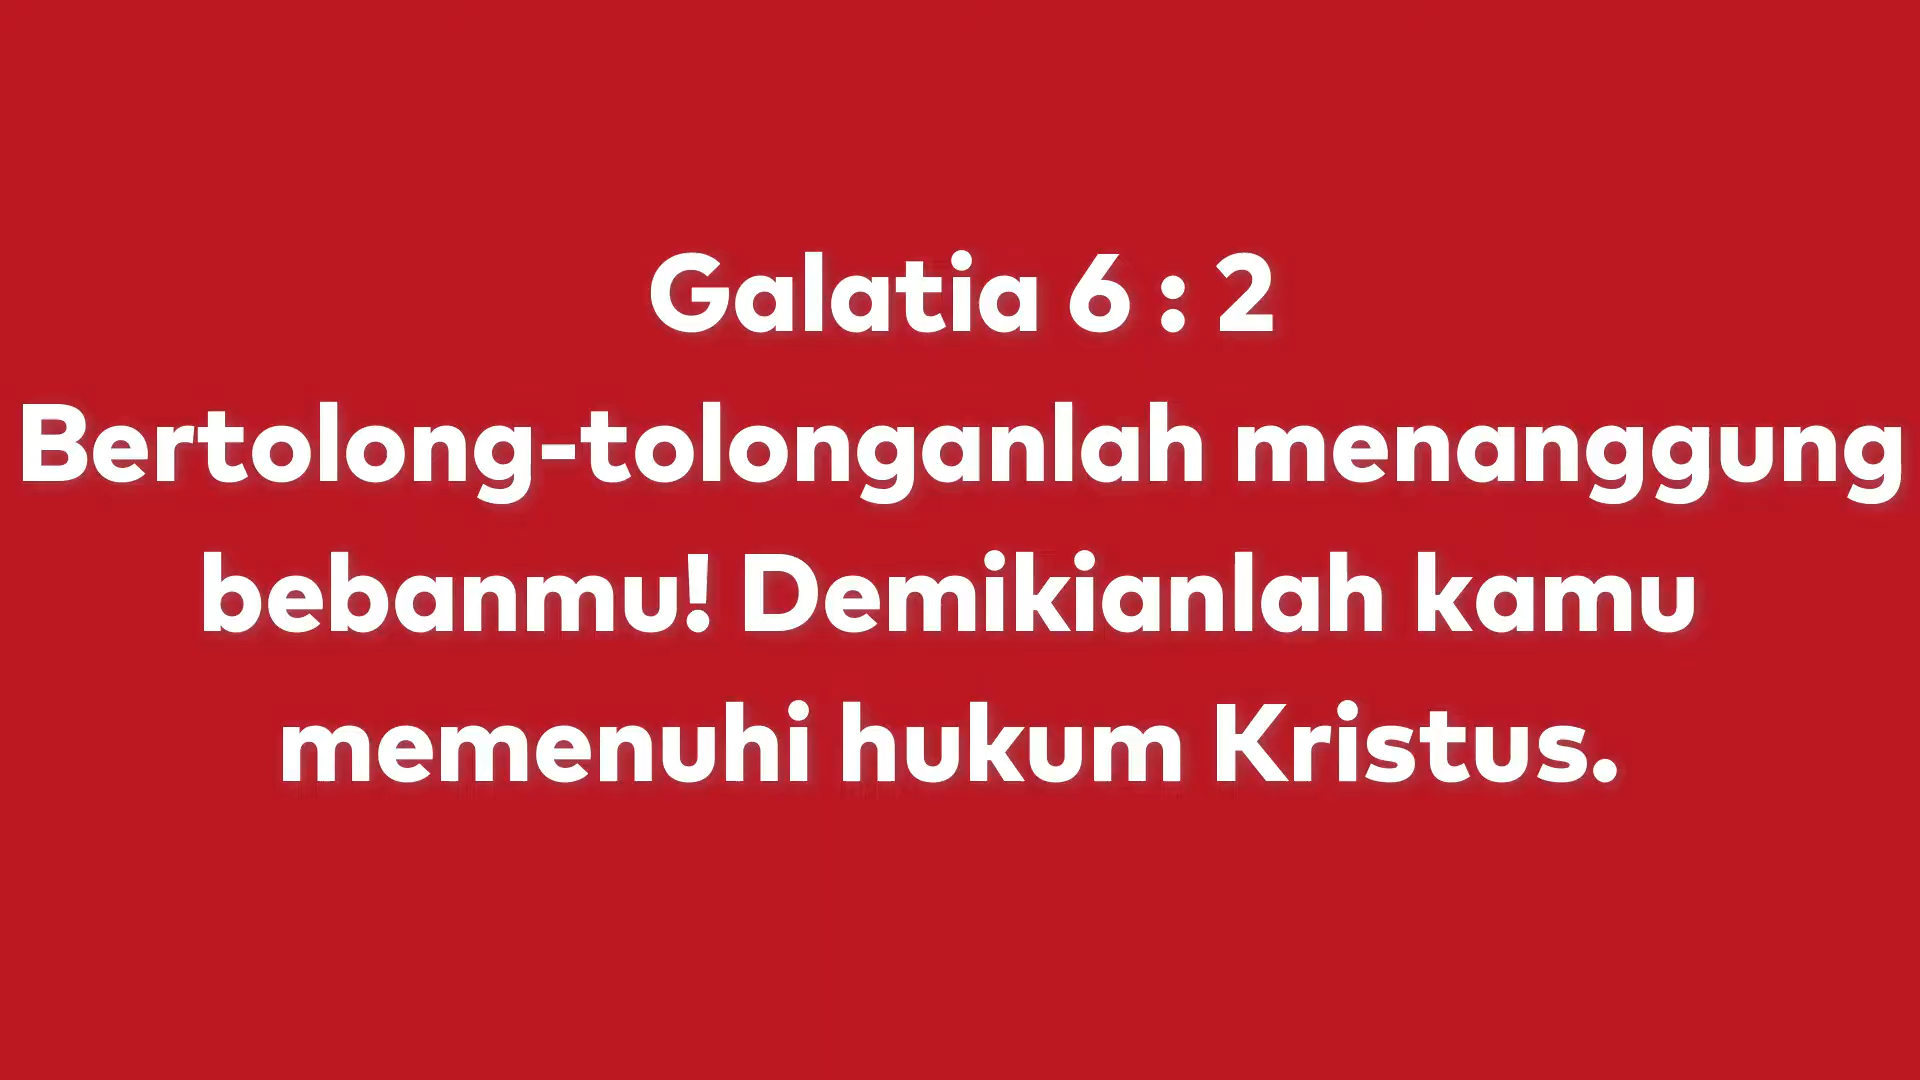 Galatia 6 : 2
Bertolong-tolonganlah menanggung
bebanmu! Demikianlah kamu
memenuhi hukum Kristus.